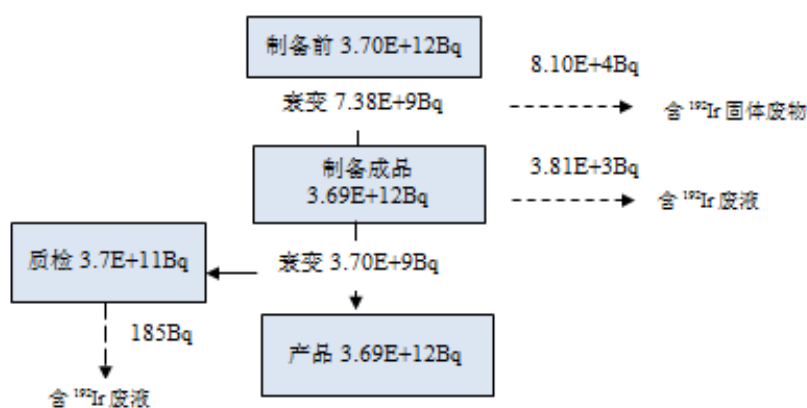 制备前 3.70E+12Bq
8.10E+4Bq
衰变 7.38E+9Bq
含 ¹⁹²Ir 固体废物
制备成品
3.69E+12Bq
3.81E+3Bq
含 ¹⁹²Ir 废液
质检 3.7E+11Bq
衰变 3.70E+9Bq
185Bq
产品 3.69E+12Bq
含 ¹⁹²Ir 废液